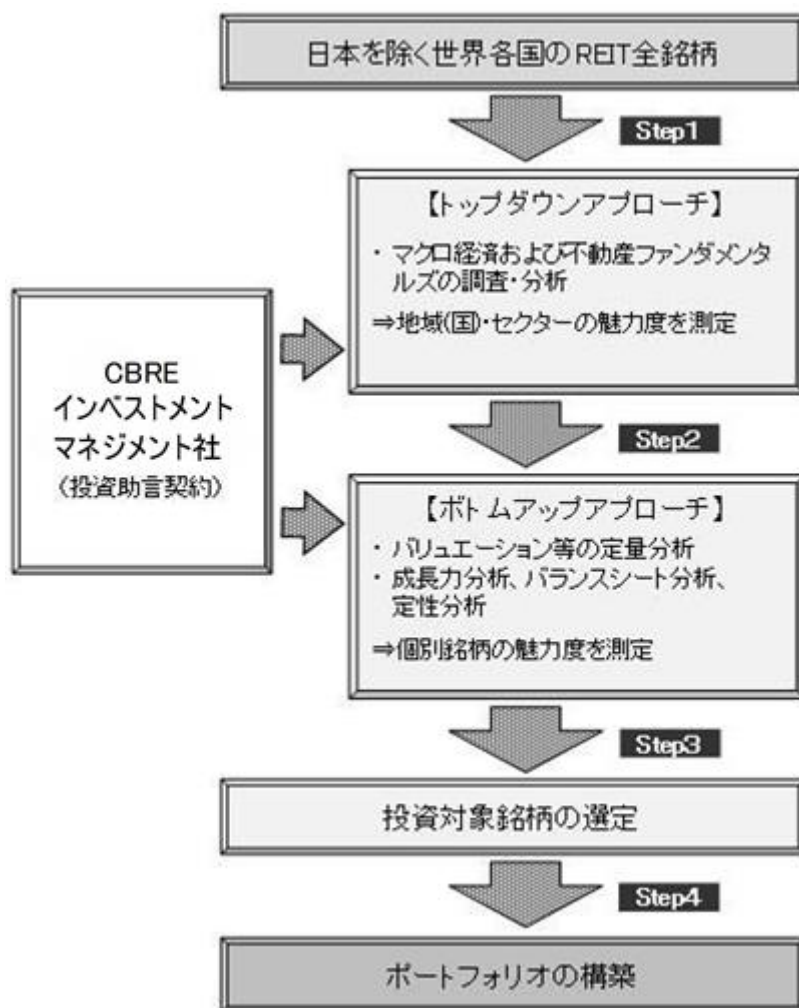 日本を除く世界各国のREIT全銘柄
Step1
【トップダウンアプローチ】
・ マクロ経済および不動産ファンダメンタ
ルズの調査・分析
⇒地域(国)・セクターの魅力度を測定
CBRE
インベストメント
マネジメント社
（投資助言契約）
Step2
【ボトムアップアプローチ】
・ バリュエーション等の定量分析
・ 成長力分析、バランスシート分析、
定性分析
⇒個別銘柄の魅力度を測定
Step3
投資対象銘柄の選定
Step4
ポートフォリオの構築